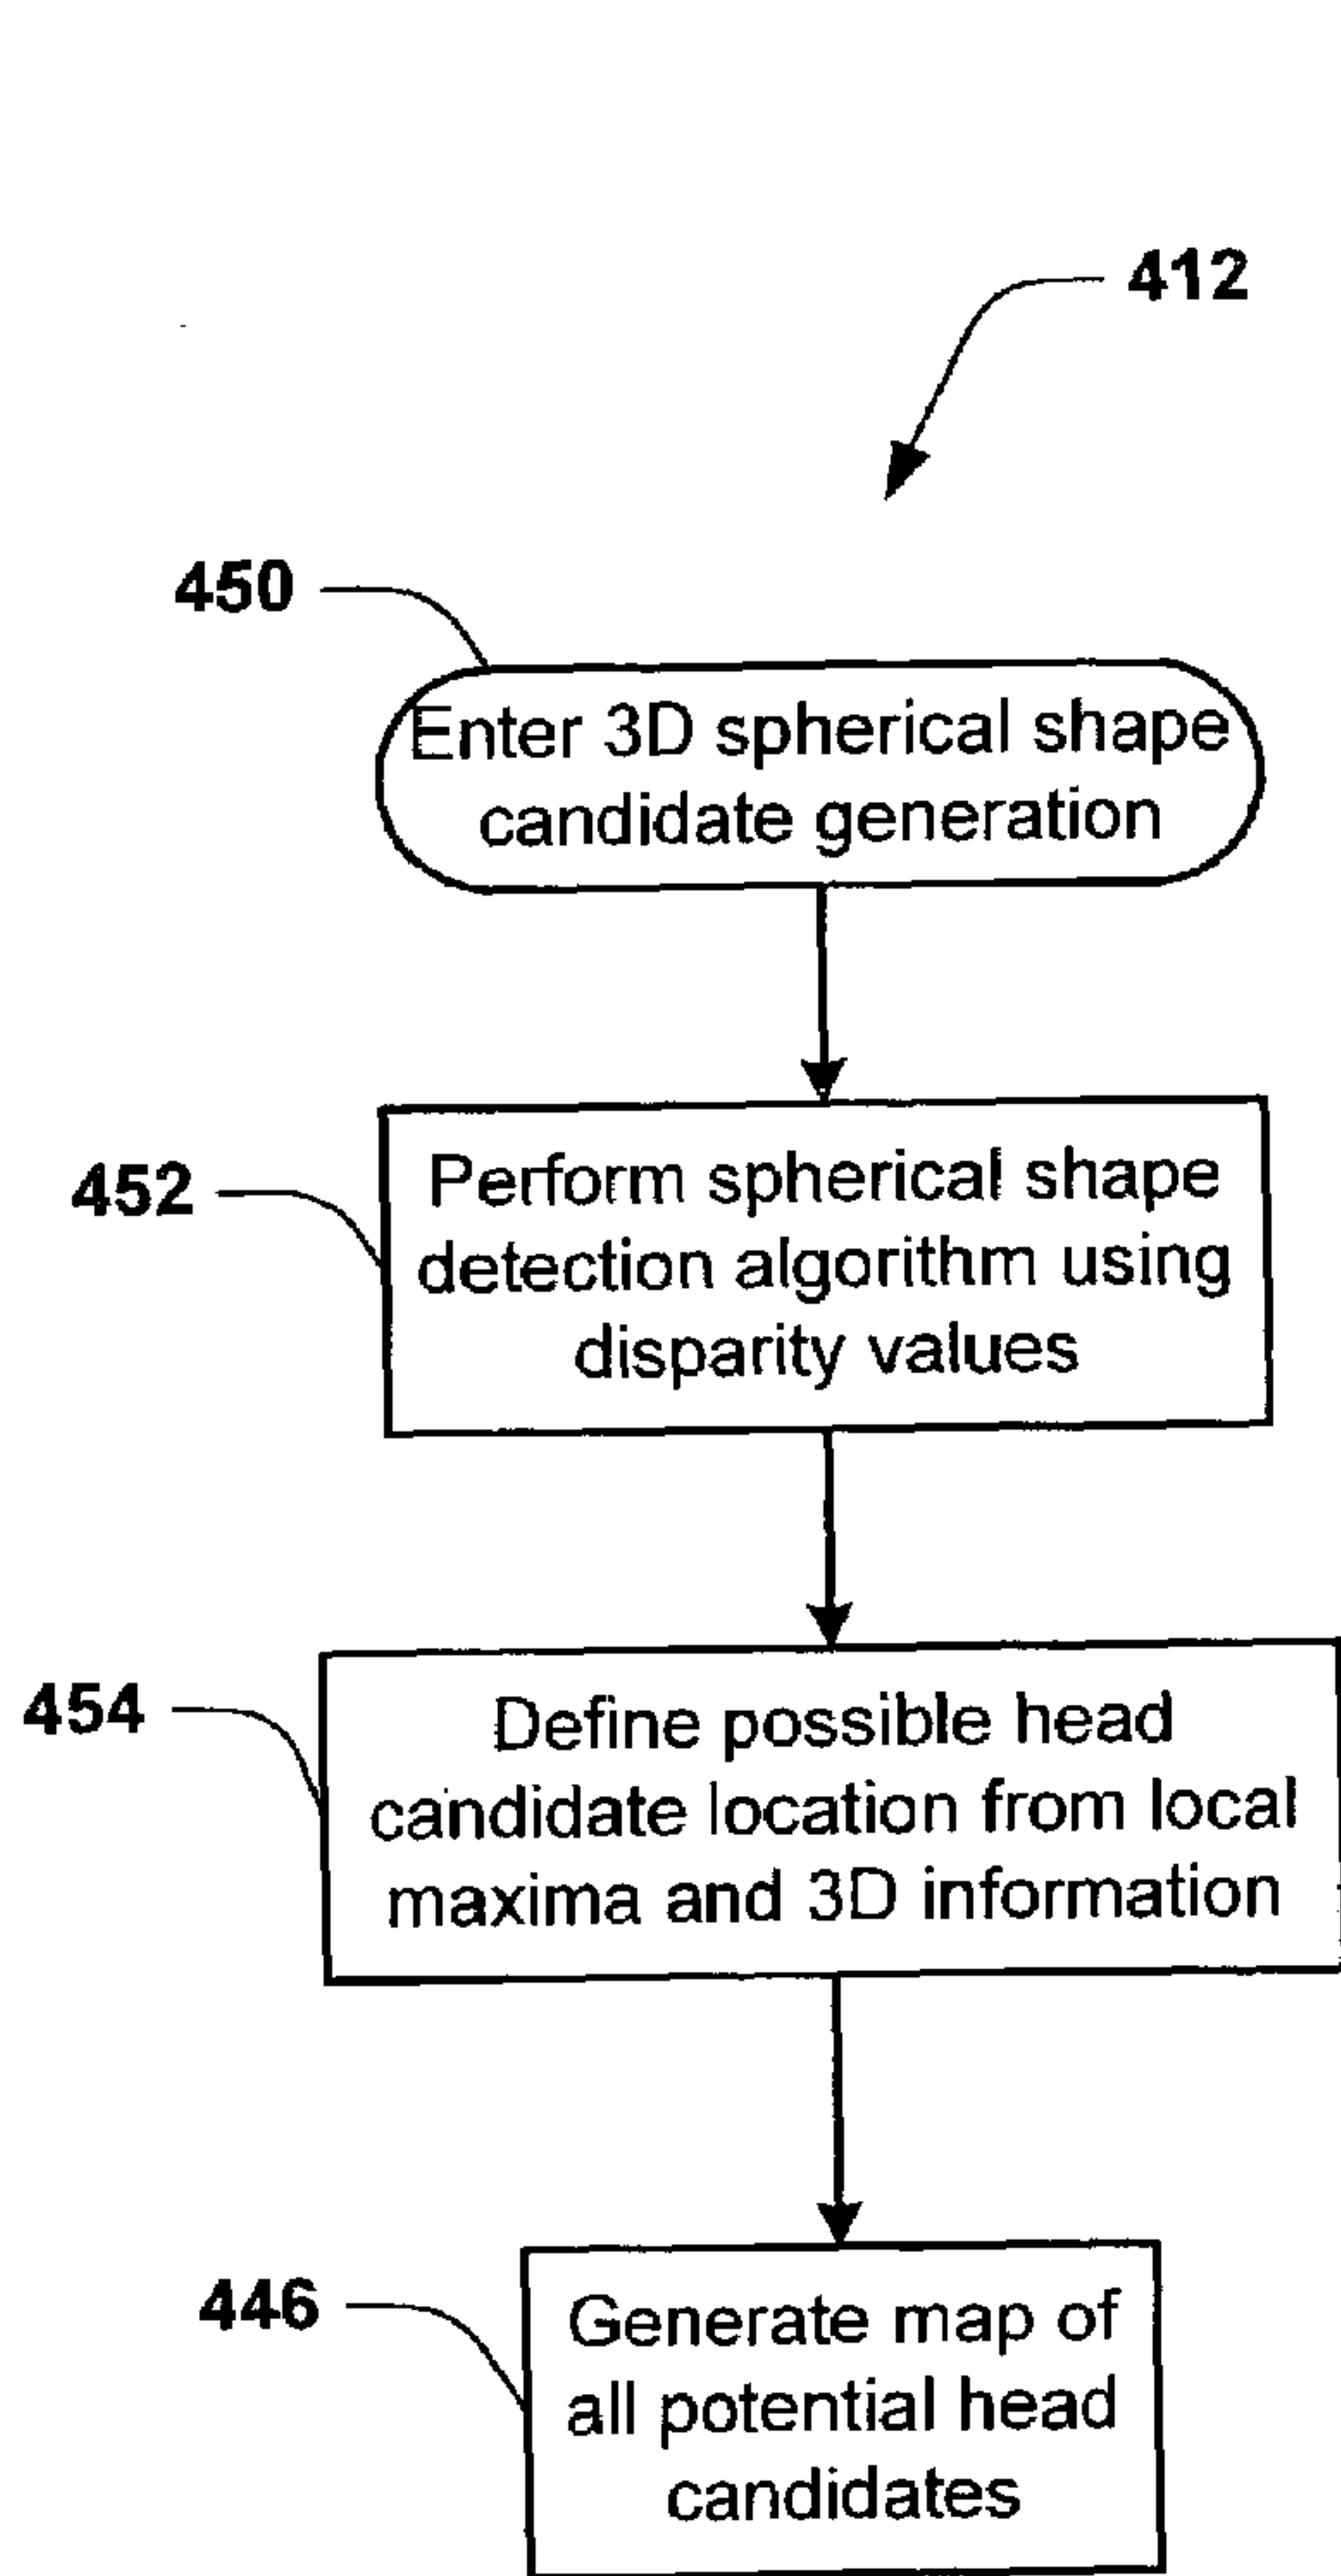 412
450
Enter 3D spherical shape
candidate generation
452
Perform spherical shape
detection algorithm using
disparity values
454
Define possible head
candidate location from local
maxima and 3D information
446
Generate map of
all potential head
candidates